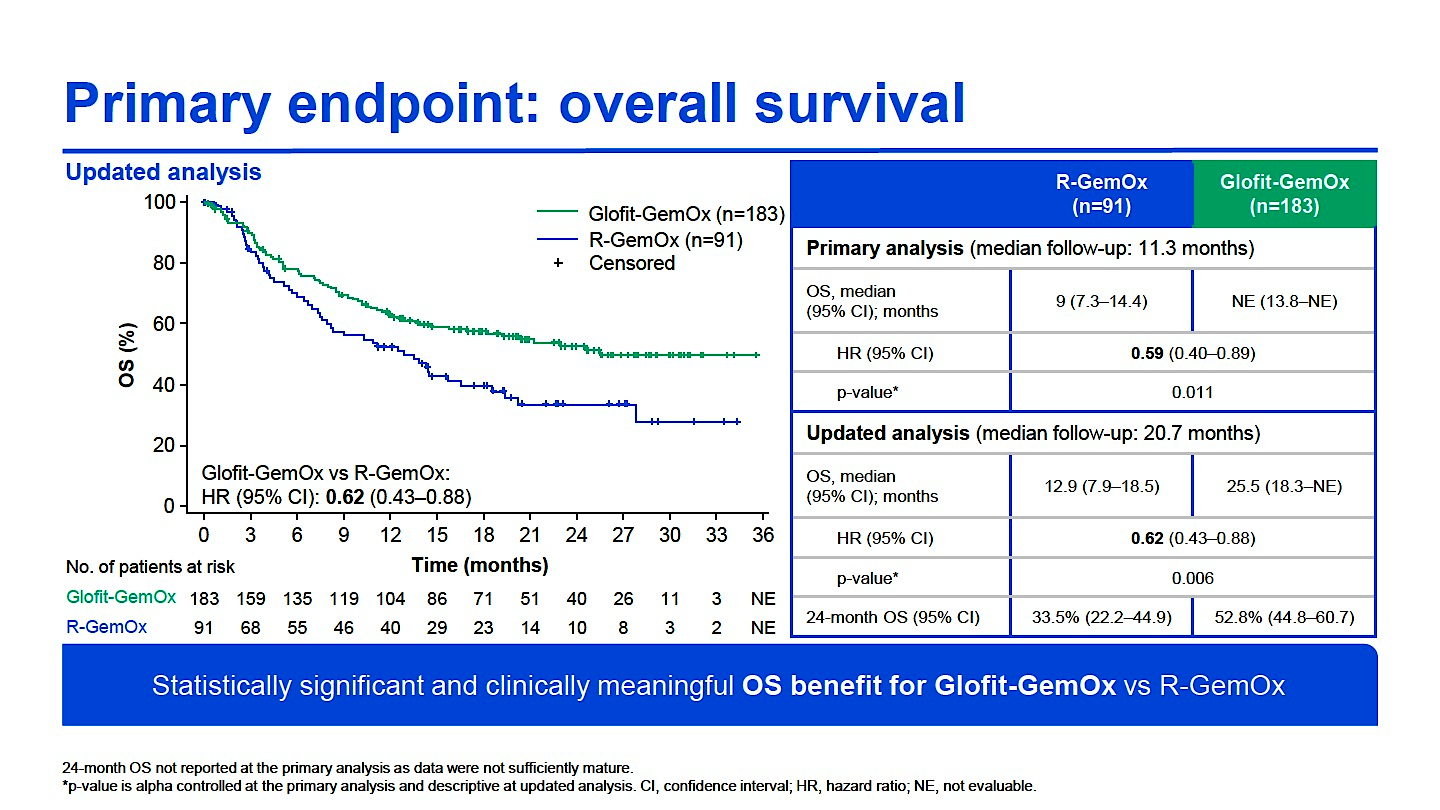 Primary endpoint: overall survival
Updated analysis
100
80
60
40
20
0
OS (%)
Glofit-GemOx (n=183)
R-GemOx (n=91)
+ Censored
Glofit-GemOx vs R-GemOx:
HR (95% CI): 0.62 (0.43–0.88)
0 3 6 9 12 15 18 21 24 27 30 33 36
Time (months)
No. of patients at risk
Glofit-GemOx 183 159 135 119 104 86 71 51 40 26 11 3 NE
R-GemOx 91 68 55 46 40 29 23 14 10 8 3 2 NE
R-GemOx
(n=91)
Glofit-GemOx
(n=183)
Primary analysis (median follow-up: 11.3 months)
OS, median
(95% CI); months
9 (7.3–14.4)
NE (13.8–NE)
HR (95% CI)
0.59 (0.40–0.89)
p-value*
0.011
Updated analysis (median follow-up: 20.7 months)
OS, median
(95% CI); months
12.9 (7.9–18.5)
25.5 (18.3–NE)
HR (95% CI)
0.62 (0.43–0.88)
p-value*
0.006
24-month OS (95% CI)
33.5% (22.2–44.9)
52.8% (44.8–60.7)
Statistically significant and clinically meaningful OS benefit for Glofit-GemOx vs R-GemOx
24-month OS not reported at the primary analysis as data were not sufficiently mature.
*p-value is alpha controlled at the primary analysis and descriptive at updated analysis. CI, confidence interval; HR, hazard ratio; NE, not evaluable.